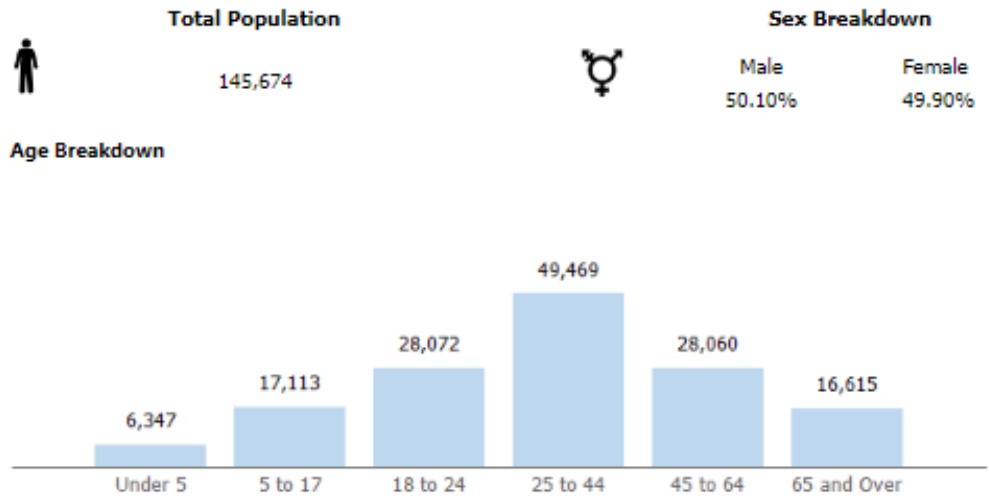 Total Population
Sex Breakdown
145,674
Male Female
50.10% 49.90%
Age Breakdown
49,469
28,072 28,060
17,113 16,615
6,347
Under 5 5 to 17 18 to 24 25 to 44 45 to 64 65 and Over